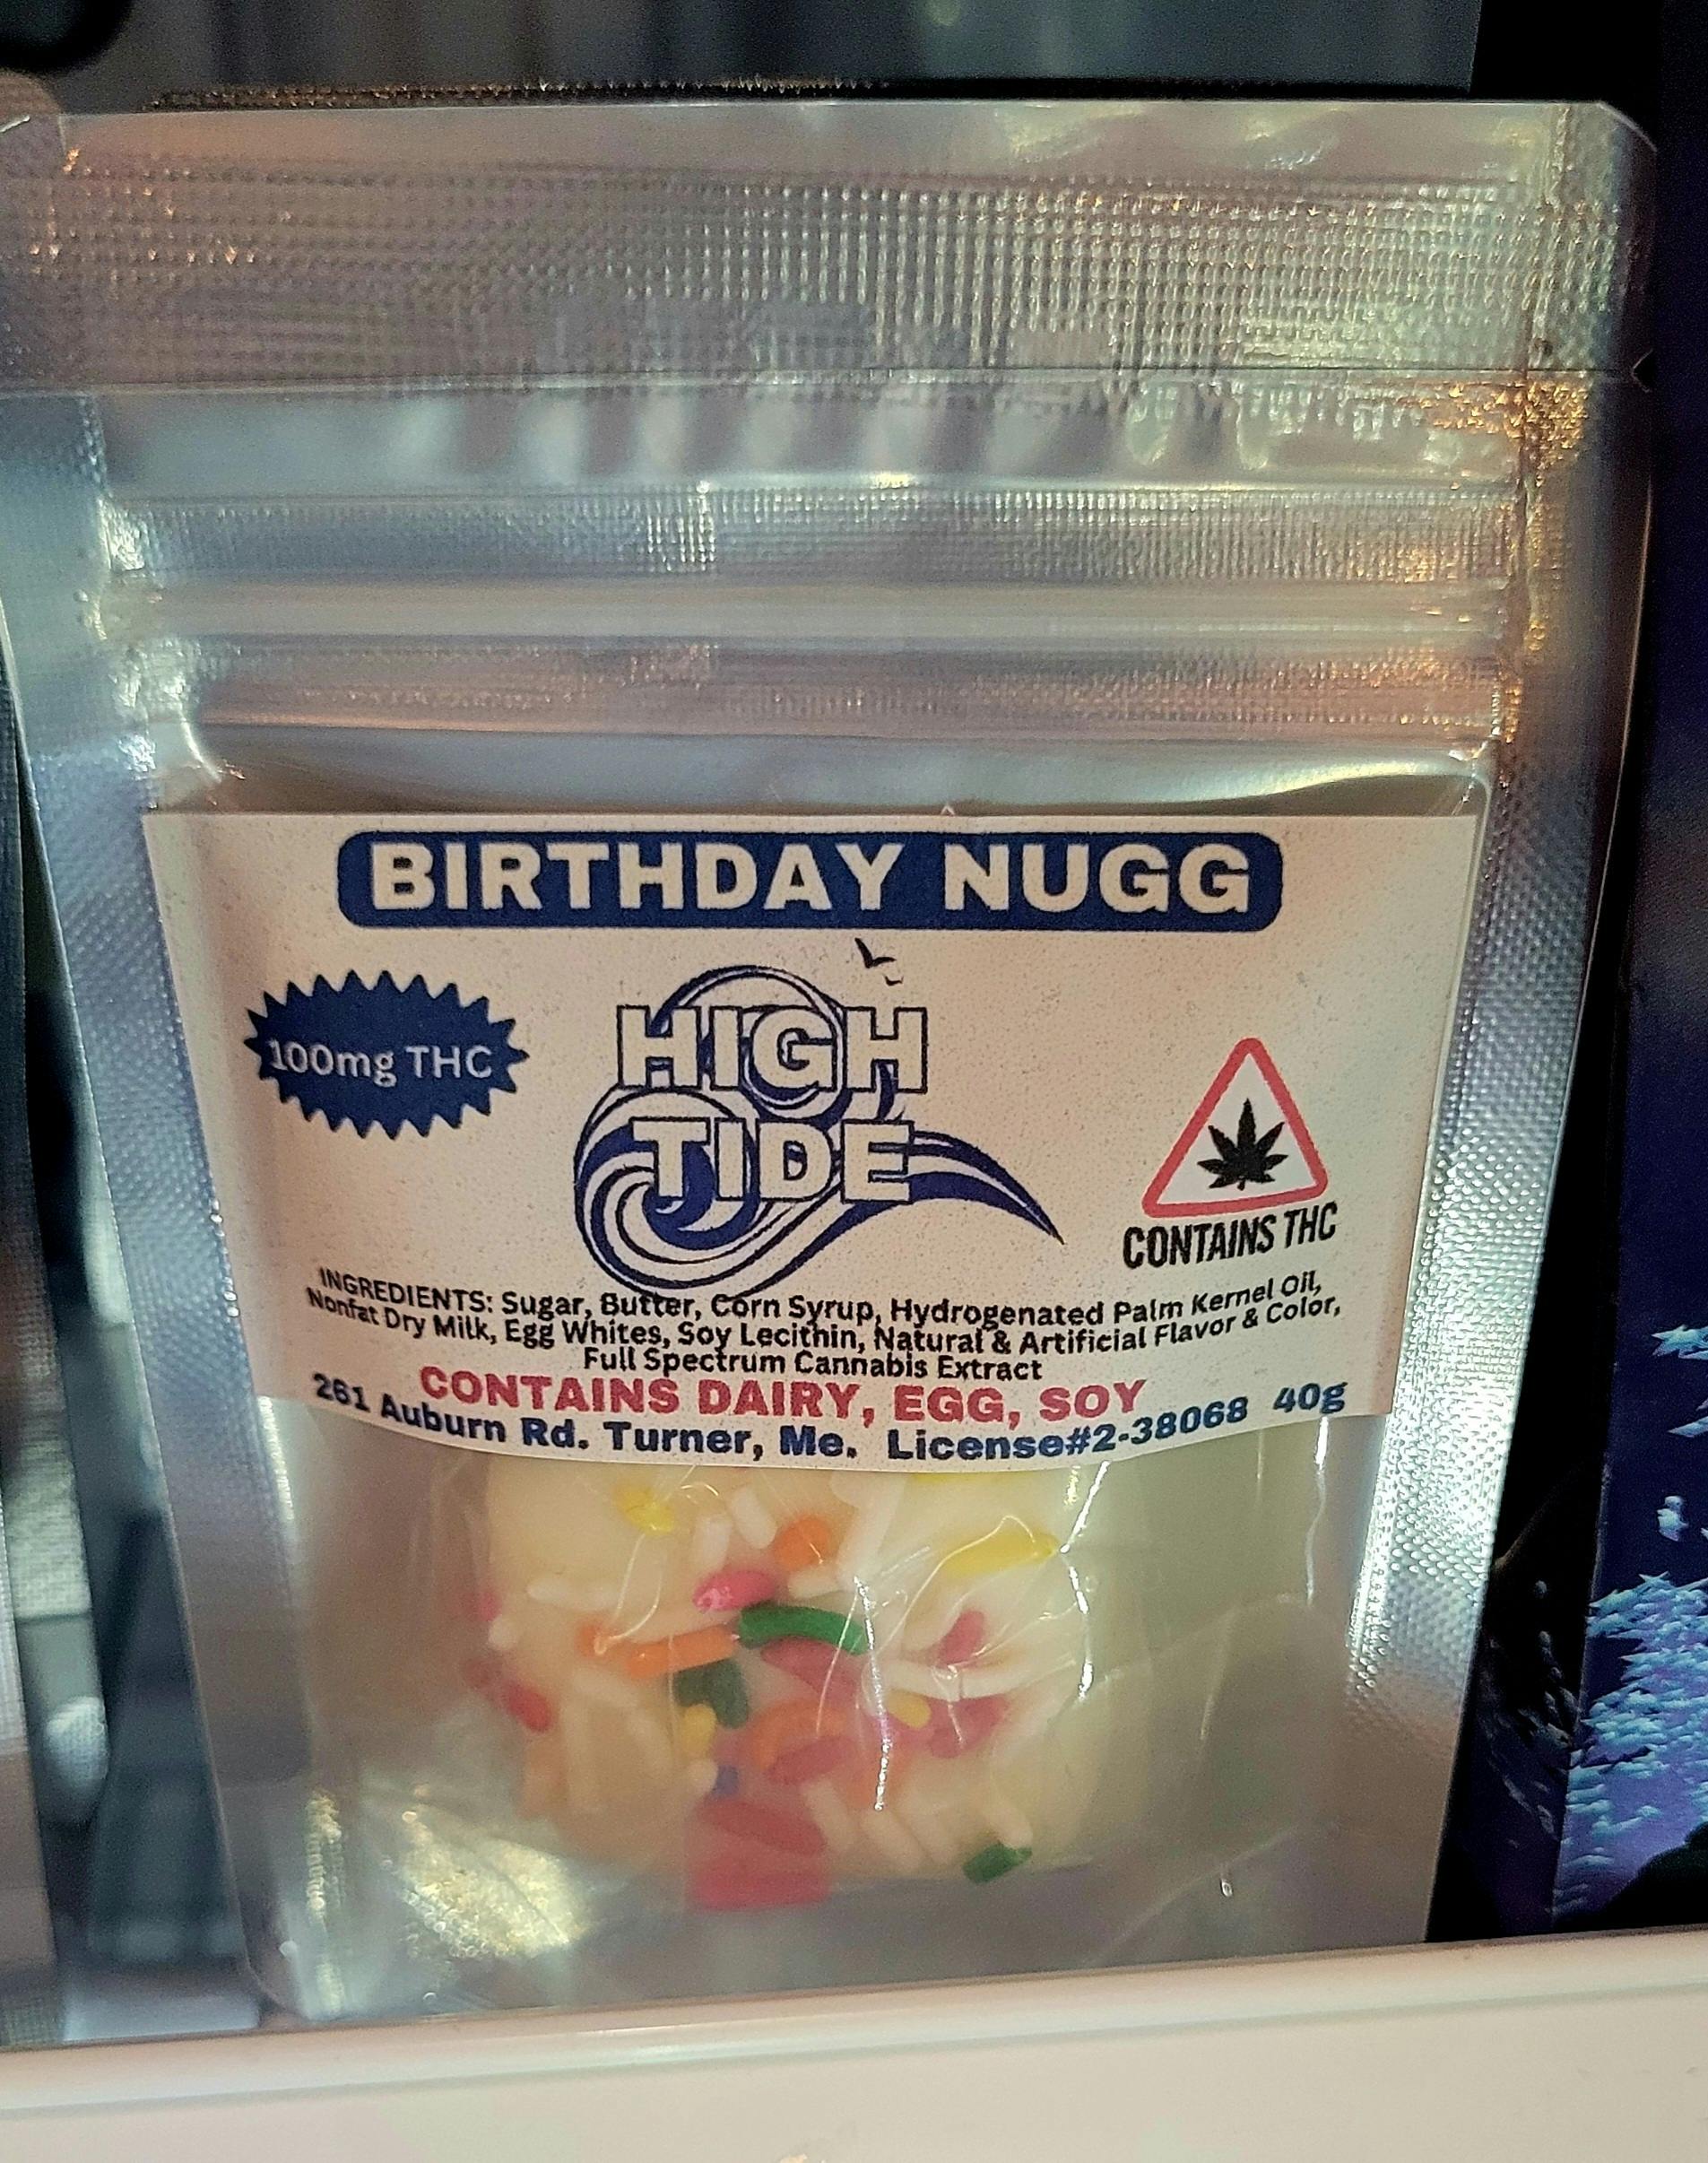 BIRTHDAY NUGG
100mg THC
HIGH
TIDE
CONTAINS THC
INGREDIENTS: Sugar, Butter, Corn Syrup, Hydrogenated Palm Kernel Oil,
Nonfat Dry Milk, Egg Whites, Soy Lecithin, Natural & Artificial Flavor & Color,
Full Spectrum Cannabis Extract
CONTAINS DAIRY, EGG, SOY
261 Auburn Rd. Turner, Me. License#2-38068 40g